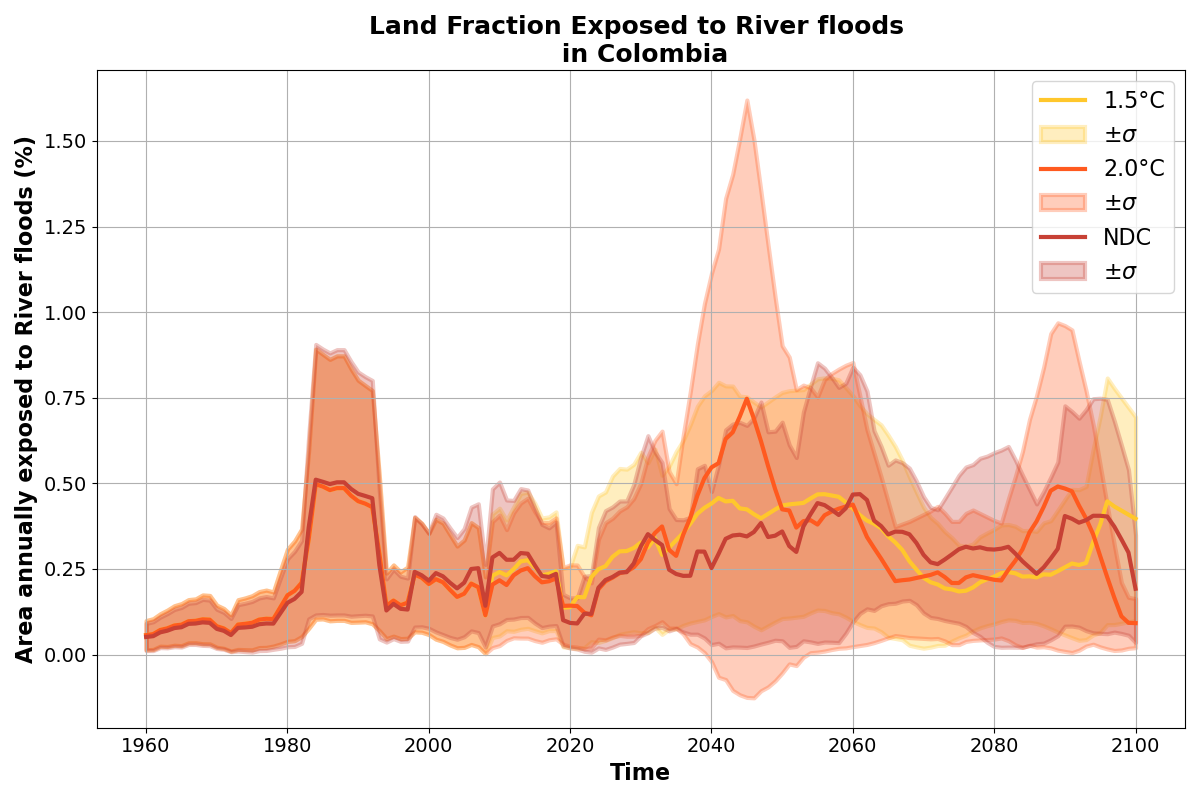 Land Fraction Exposed to River floods
in Colombia
Area annually exposed to River floods (%)
1.50
1.25
1.00
0.75
0.50
0.25
0.00
1960
1980
2000
2020
2040
2060
2080
2100
Time
1.5°C
±σ
2.0°C
±σ
NDC
±σ